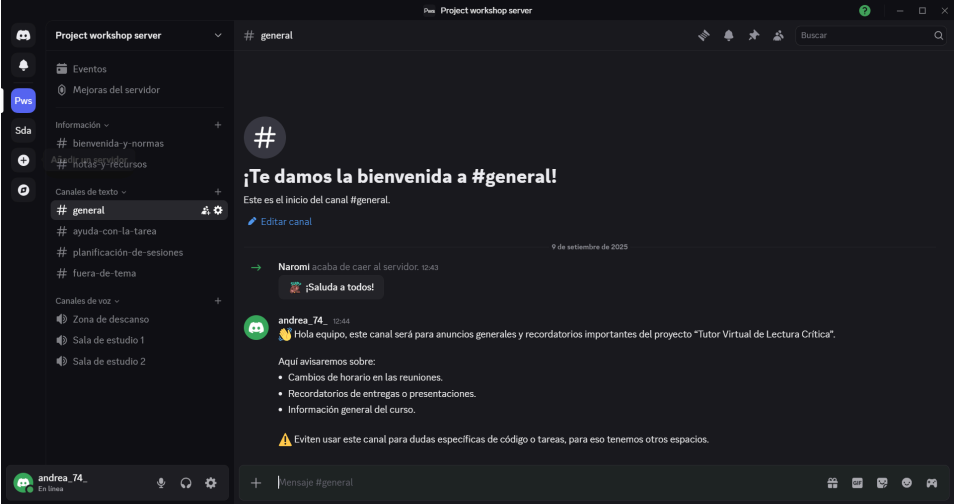 Pws Project workshop server
Project workshop server
# general
Buscar
Eventos
Mejoras del servidor
Pws
Sda
Información
# bienvenida-y-normas
Añadir un servidor
# notas-y-recursos
Canales de texto
# general
# ayuda-con-la-tarea
# planificación-de-sesiones
# fuera-de-tema
Canales de voz
Zona de descanso
Sala de estudio 1
Sala de estudio 2
andrea_74_
En línea
#
¡Te damos la bienvenida a #general!
Este es el inicio del canal #general.
Editar canal
9 de setiembre de 2025
Naromi acaba de caer al servidor. 12:43
¡Saluda a todos!
andrea_74_ 12:44
👋 Hola equipo, este canal será para anuncios generales y recordatorios importantes del proyecto “Tutor Virtual de Lectura Crítica”.
Aquí avisaremos sobre:
• Cambios de horario en las reuniones.
• Recordatorios de entregas o presentaciones.
• Información general del curso.
⚠️ Eviten usar este canal para dudas específicas de código o tareas, para eso tenemos otros espacios.
Mensaje #general
GIF